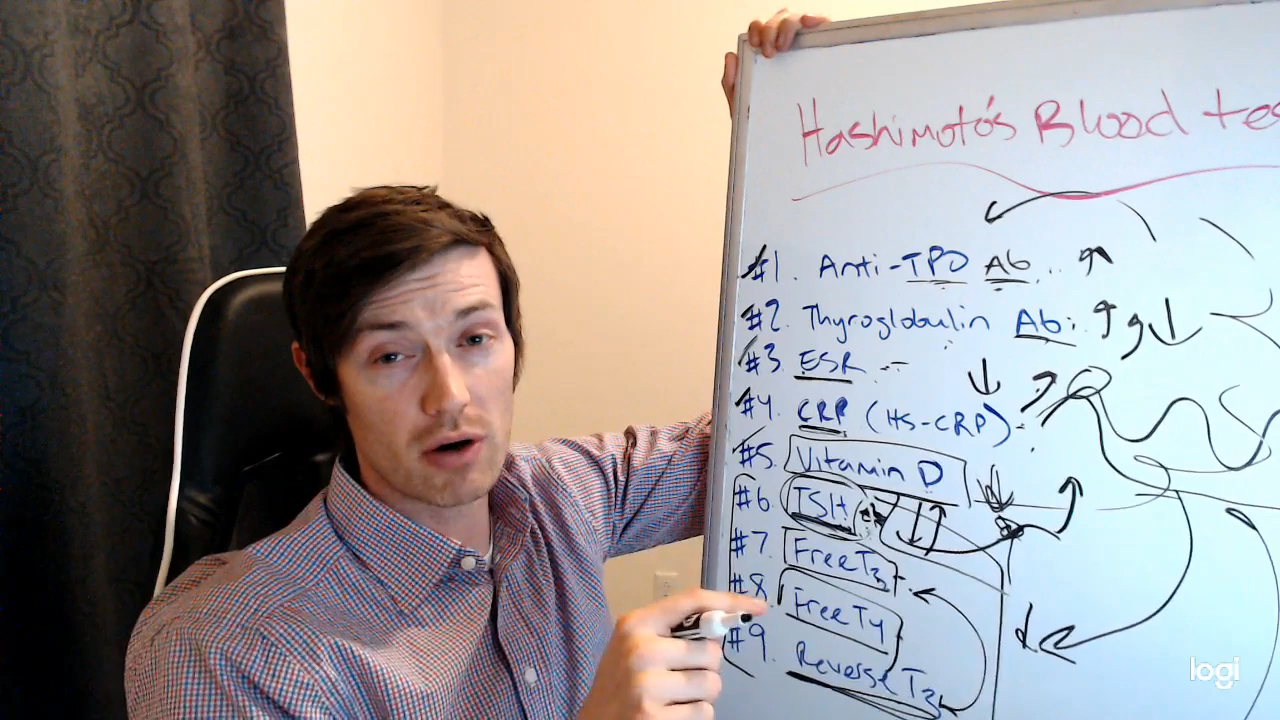 Hashimoto's Blood tes
#1. Anti-TPO Ab
#2. Thyroglobulin Ab:
#3. ESR
#4. CRP (HS-CRP)
#5. Vitamin D
#6. TSH
#7. Free T3
#8. Free T4
#9. Reverse T3
logi